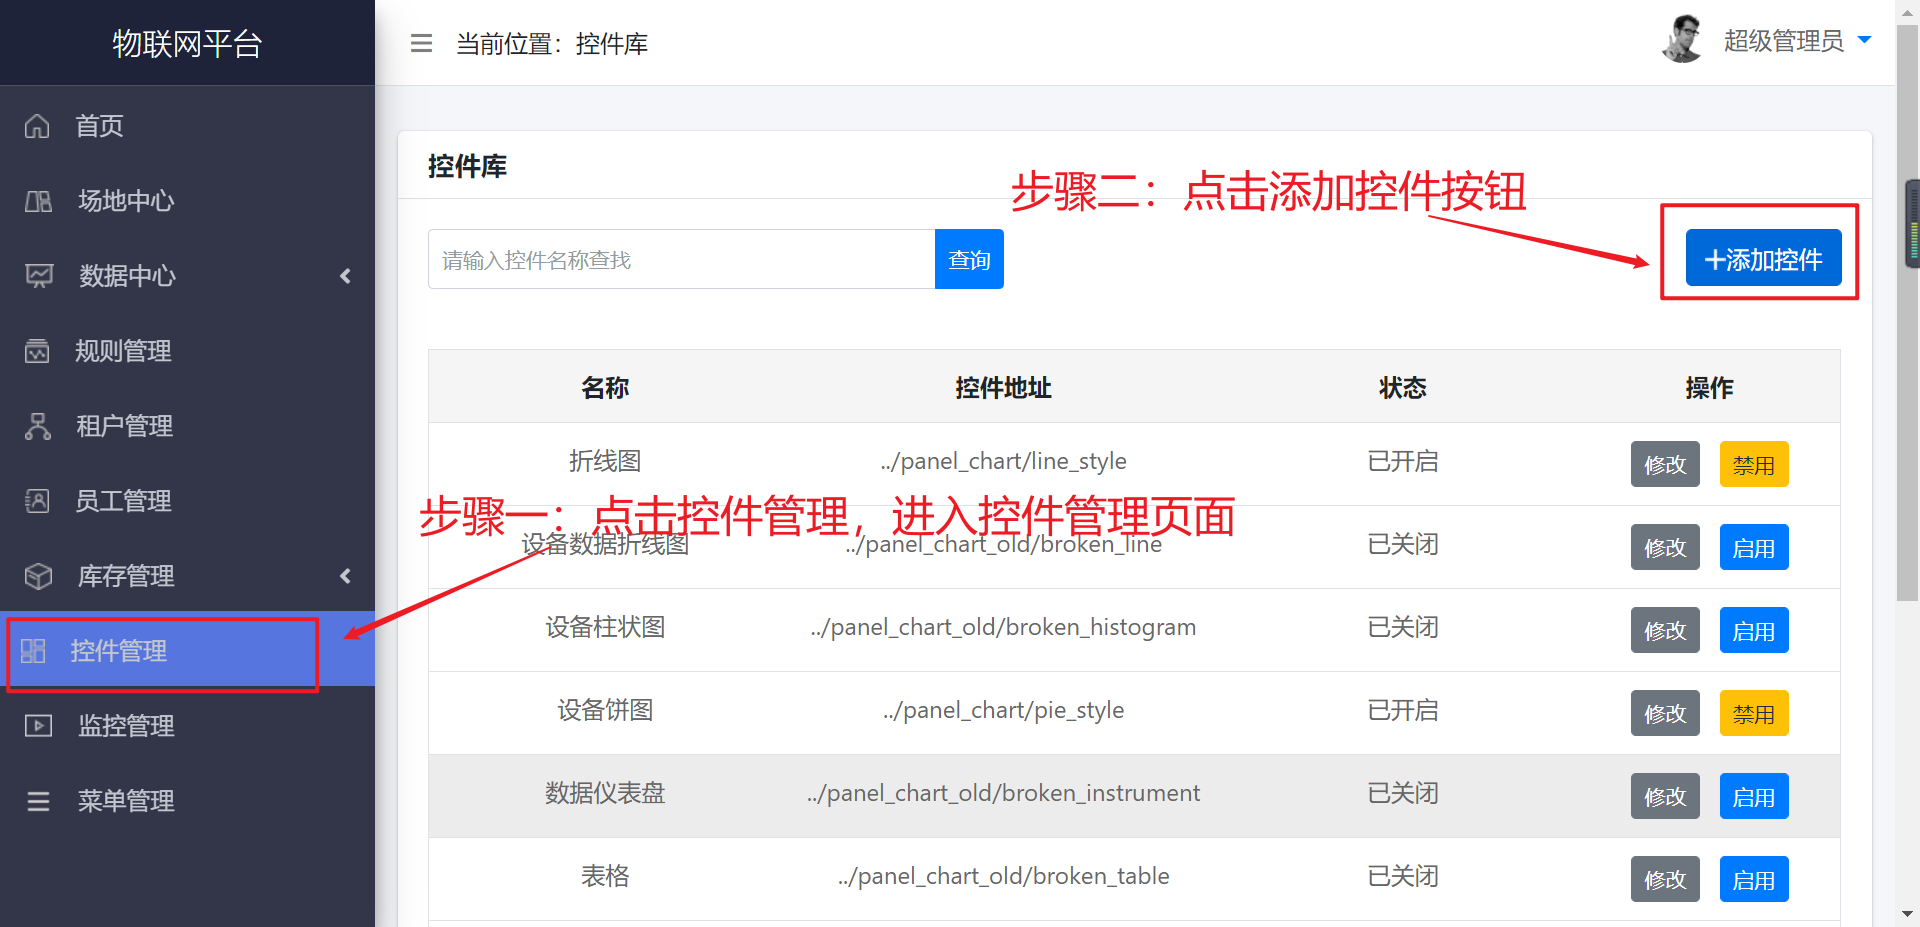 物联网平台
当前位置：控件库
超级管理员
首页
场地中心
数据中心
规则管理
租户管理
员工管理
库存管理
控件管理
监控管理
菜单管理
控件库
步骤二：点击添加控件按钮
请输入控件名称查找
查询
+添加控件
名称 控件地址 状态 操作
折线图 ../panel_chart/line_style 已开启 修改 禁用
步骤一：点击控件管理，进入控件管理页面
设备数据折线图 ../panel_chart_old/broken_line 已关闭 修改 启用
设备柱状图 ../panel_chart_old/broken_histogram 已关闭 修改 启用
设备饼图 ../panel_chart/pie_style 已开启 修改 禁用
数据仪表盘 ../panel_chart_old/broken_instrument 已关闭 修改 启用
表格 ../panel_chart_old/broken_table 已关闭 修改 启用